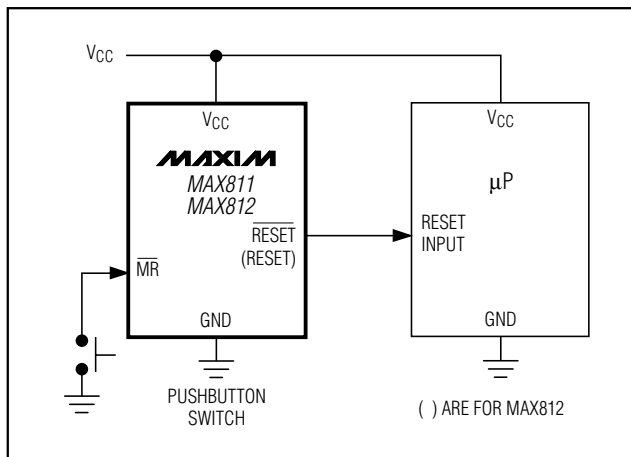 VCC
VCC
MAXIM
MAX811
MAX812
RESET
(RESET)
MR
GND
PUSHBUTTON
SWITCH
VCC
μP
RESET
INPUT
GND
( ) ARE FOR MAX812